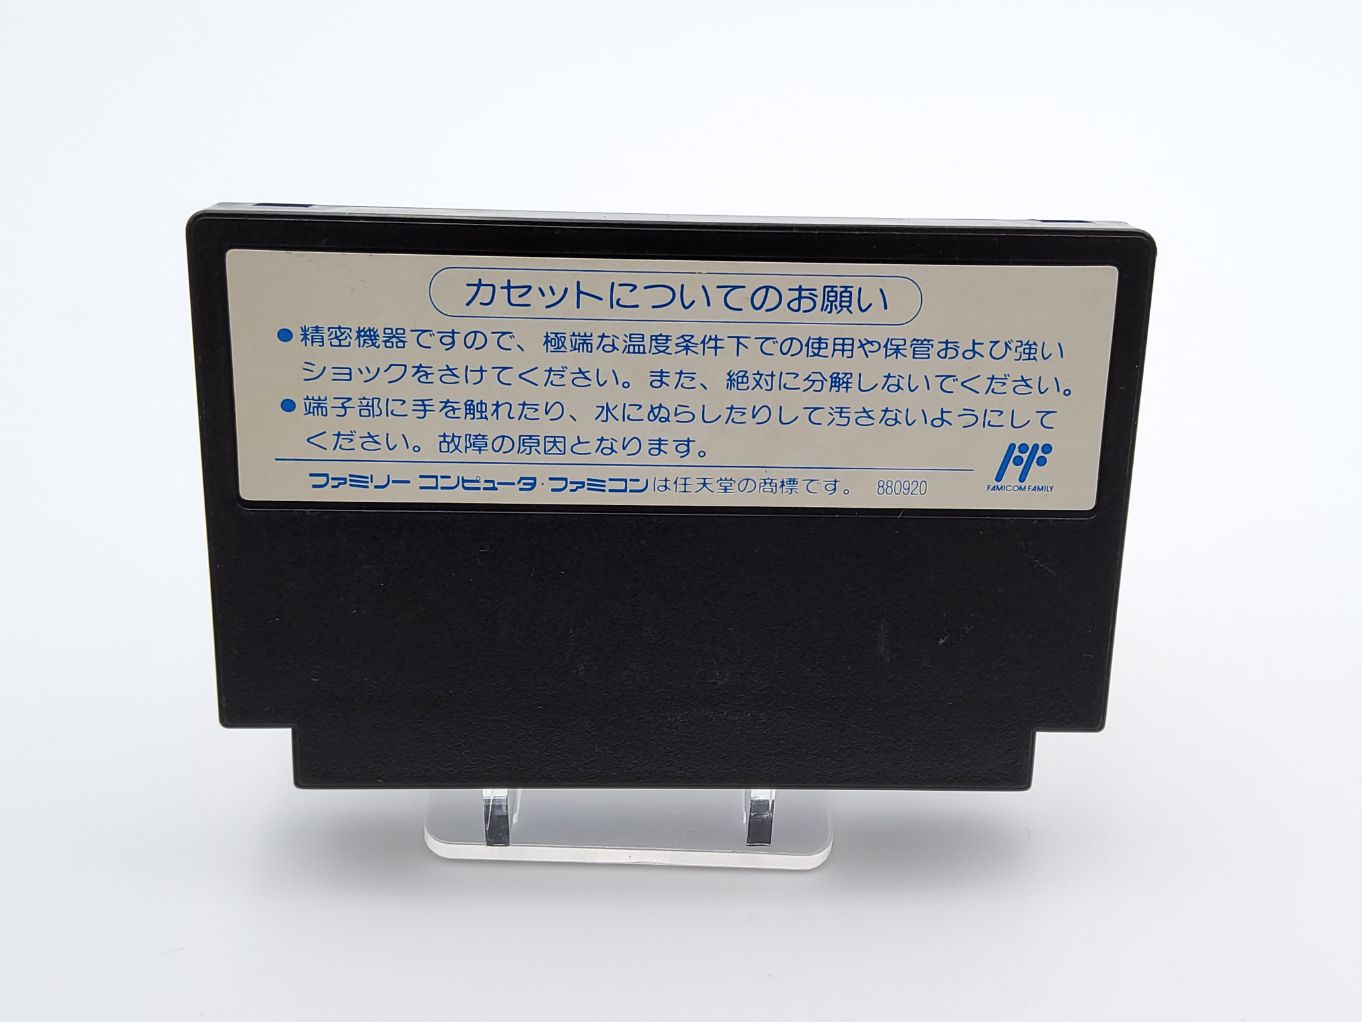 カセットについてのお願い
●精密機器ですので、極端な温度条件下での使用や保管および強い
ショックをさけてください。また、絶対に分解しないでください。
●端子部に手を触れたり、水にぬらしたりして汚さないようにして
ください。故障の原因となります。
ファミリー コンピュータ・ファミコンは任天堂の商標です。 880920
FAMICOM FAMILY